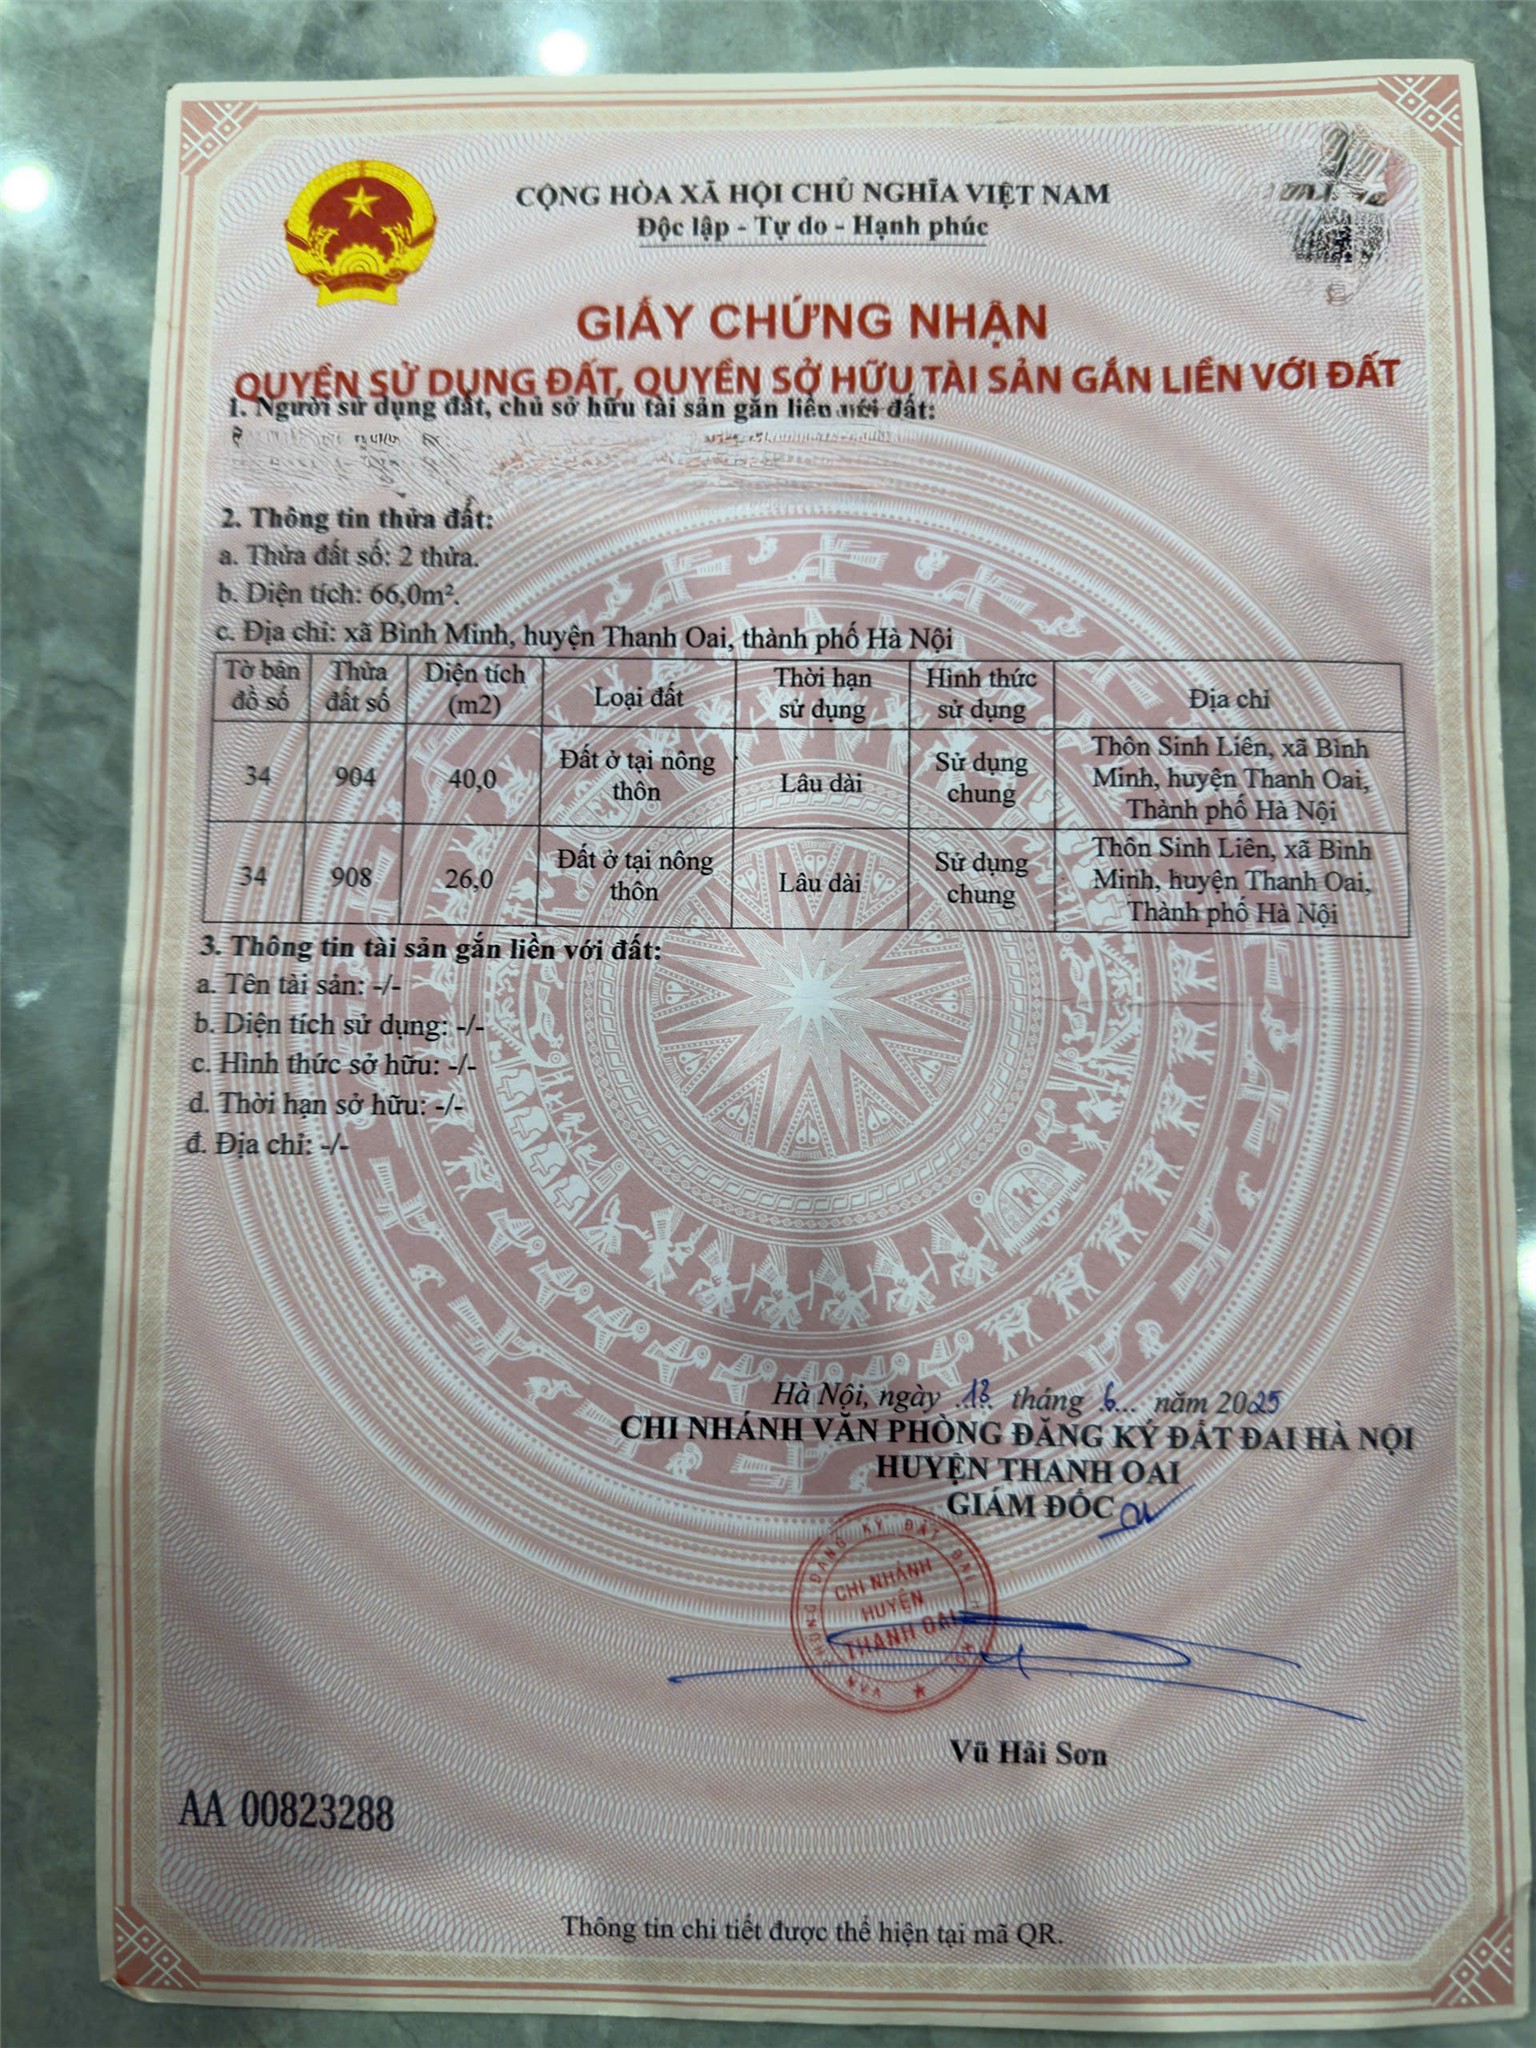 CỘNG HÒA XÃ HỘI CHỦ NGHĨA VIỆT NAM
Độc lập - Tự do - Hạnh phúc
GIẤY CHỨNG NHẬN
QUYỀN SỬ DỤNG ĐẤT, QUYỀN SỞ HỮU TÀI SẢN GẮN LIỀN VỚI ĐẤT
1. Người sử dụng đất, chủ sở hữu tài sản gắn liền với đất:
2. Thông tin thửa đất:
a. Thửa đất số: 2 thửa.
b. Diện tích: 66,0m².
c. Địa chỉ: xã Bình Minh, huyện Thanh Oai, thành phố Hà Nội
Tờ bản đồ số Thửa đất số Diện tích (m2) Loại đất Thời hạn sử dụng Hình thức sử dụng Địa chỉ
34 904 40,0 Đất ở tại nông thôn Lâu dài Sử dụng chung Thôn Sinh Liên, xã Bình Minh, huyện Thanh Oai, Thành phố Hà Nội
34 908 26,0 Đất ở tại nông thôn Lâu dài Sử dụng chung Thôn Sinh Liên, xã Bình Minh, huyện Thanh Oai, Thành phố Hà Nội
3. Thông tin tài sản gắn liền với đất:
a. Tên tài sản: -/-
b. Diện tích sử dụng: -/-
c. Hình thức sở hữu: -/-
d. Thời hạn sở hữu: -/-
đ. Địa chỉ: -/-
Hà Nội, ngày 13 tháng 6 năm 2025
CHI NHÁNH VĂN PHÒNG ĐĂNG KÝ ĐẤT ĐAI HÀ NỘI
HUYỆN THANH OAI
GIÁM ĐỐC
VĂN PHÒNG ĐĂNG KÝ ĐẤT ĐAI HÀ NỘI
CHI NHÁNH
HUYỆN
THANH OAI
Vũ Hải Sơn
AA 00823288
Thông tin chi tiết được thể hiện tại mã QR.